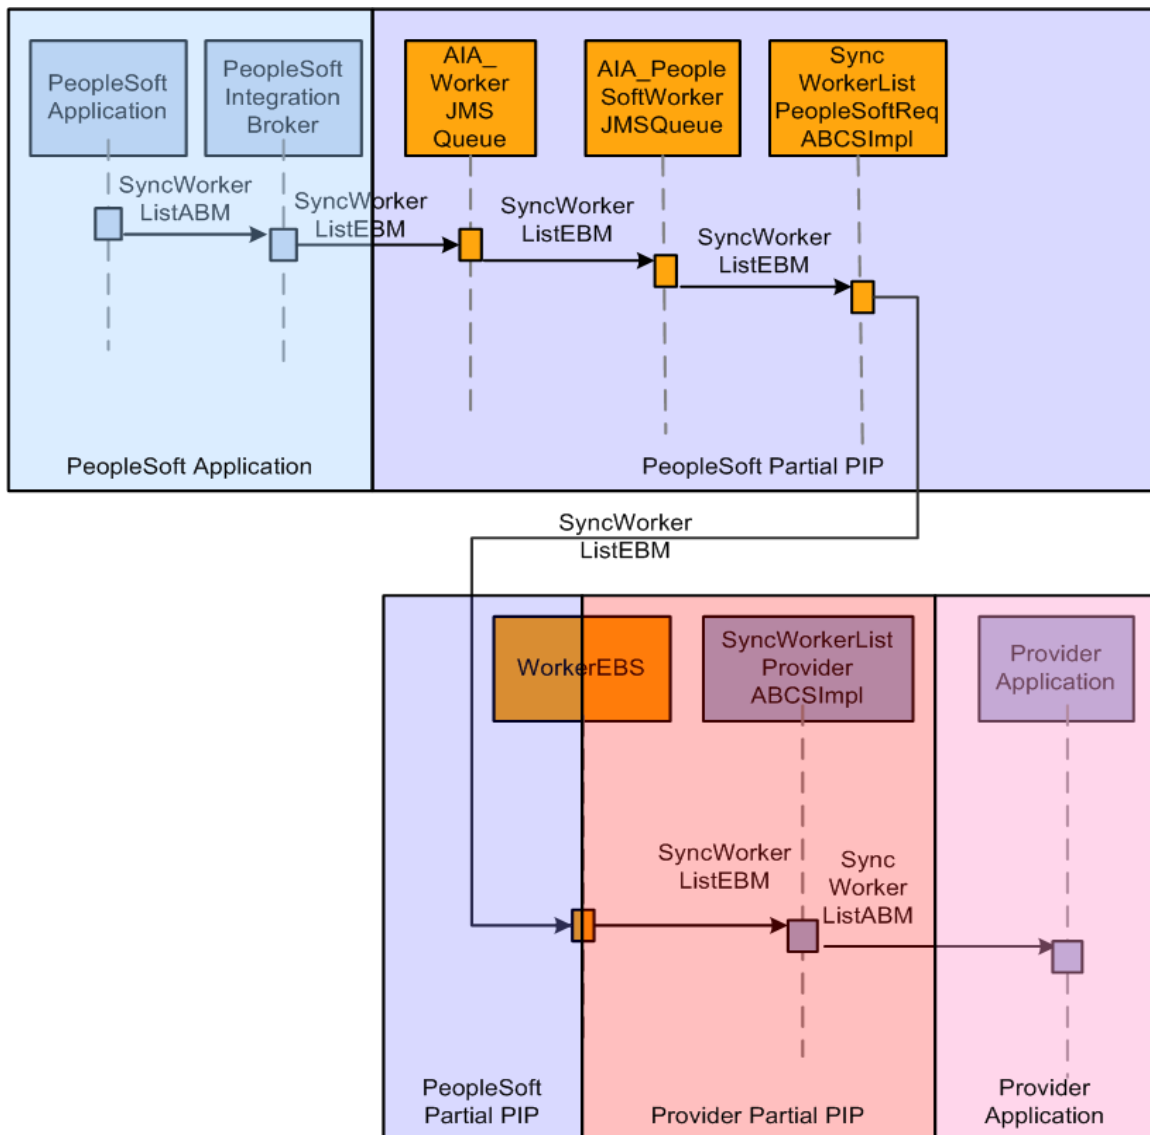 PeopleSoft
Application
PeopleSoft
Integration
Broker
AIA_
Worker
JMS
Queue
AIA_People
SoftWorker
JMSQueue
Sync
WorkerList
PeopleSoftReq
ABCSImpl
SyncWorker
ListABM
SyncWorker
ListEBM
SyncWorker
ListEBM
SyncWorker
ListEBM
PeopleSoft Application
PeopleSoft Partial PIP
SyncWorker
ListEBM
WorkerEBS
SyncWorkerList
Provider
ABCSImpl
Provider
Application
SyncWorker
ListEBM
Sync
Worker
ListABM
PeopleSoft
Partial PIP
Provider Partial PIP
Provider
Application